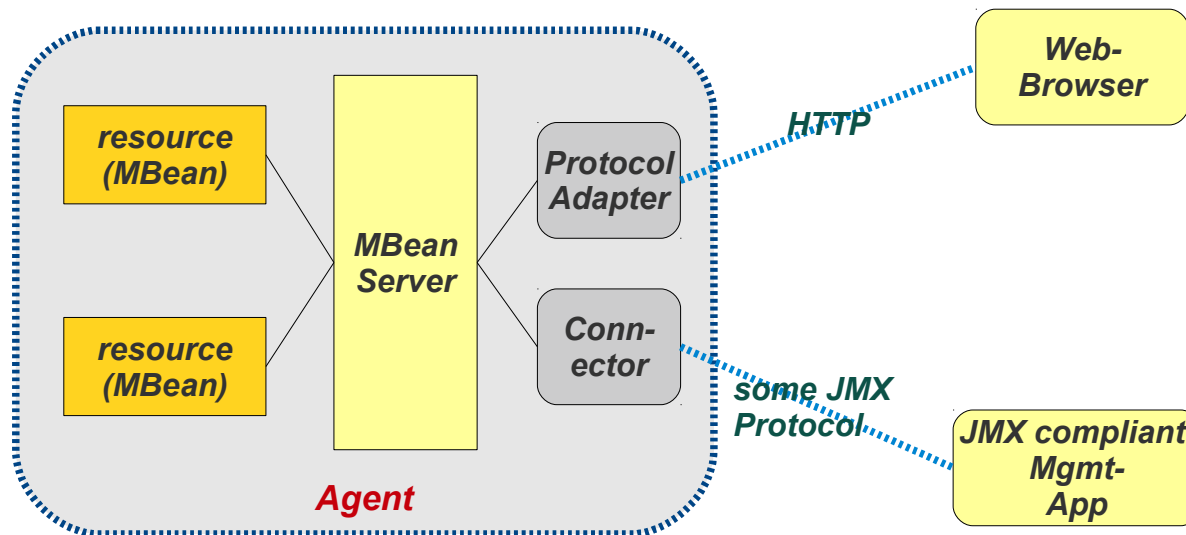 resource
(MBean)
resource
(MBean)
MBean
Server
Protocol
Adapter
Conn-
ector
Agent
HTTP
some JMX
Protocol
Web-
Browser
JMX compliant
Mgmt-
App